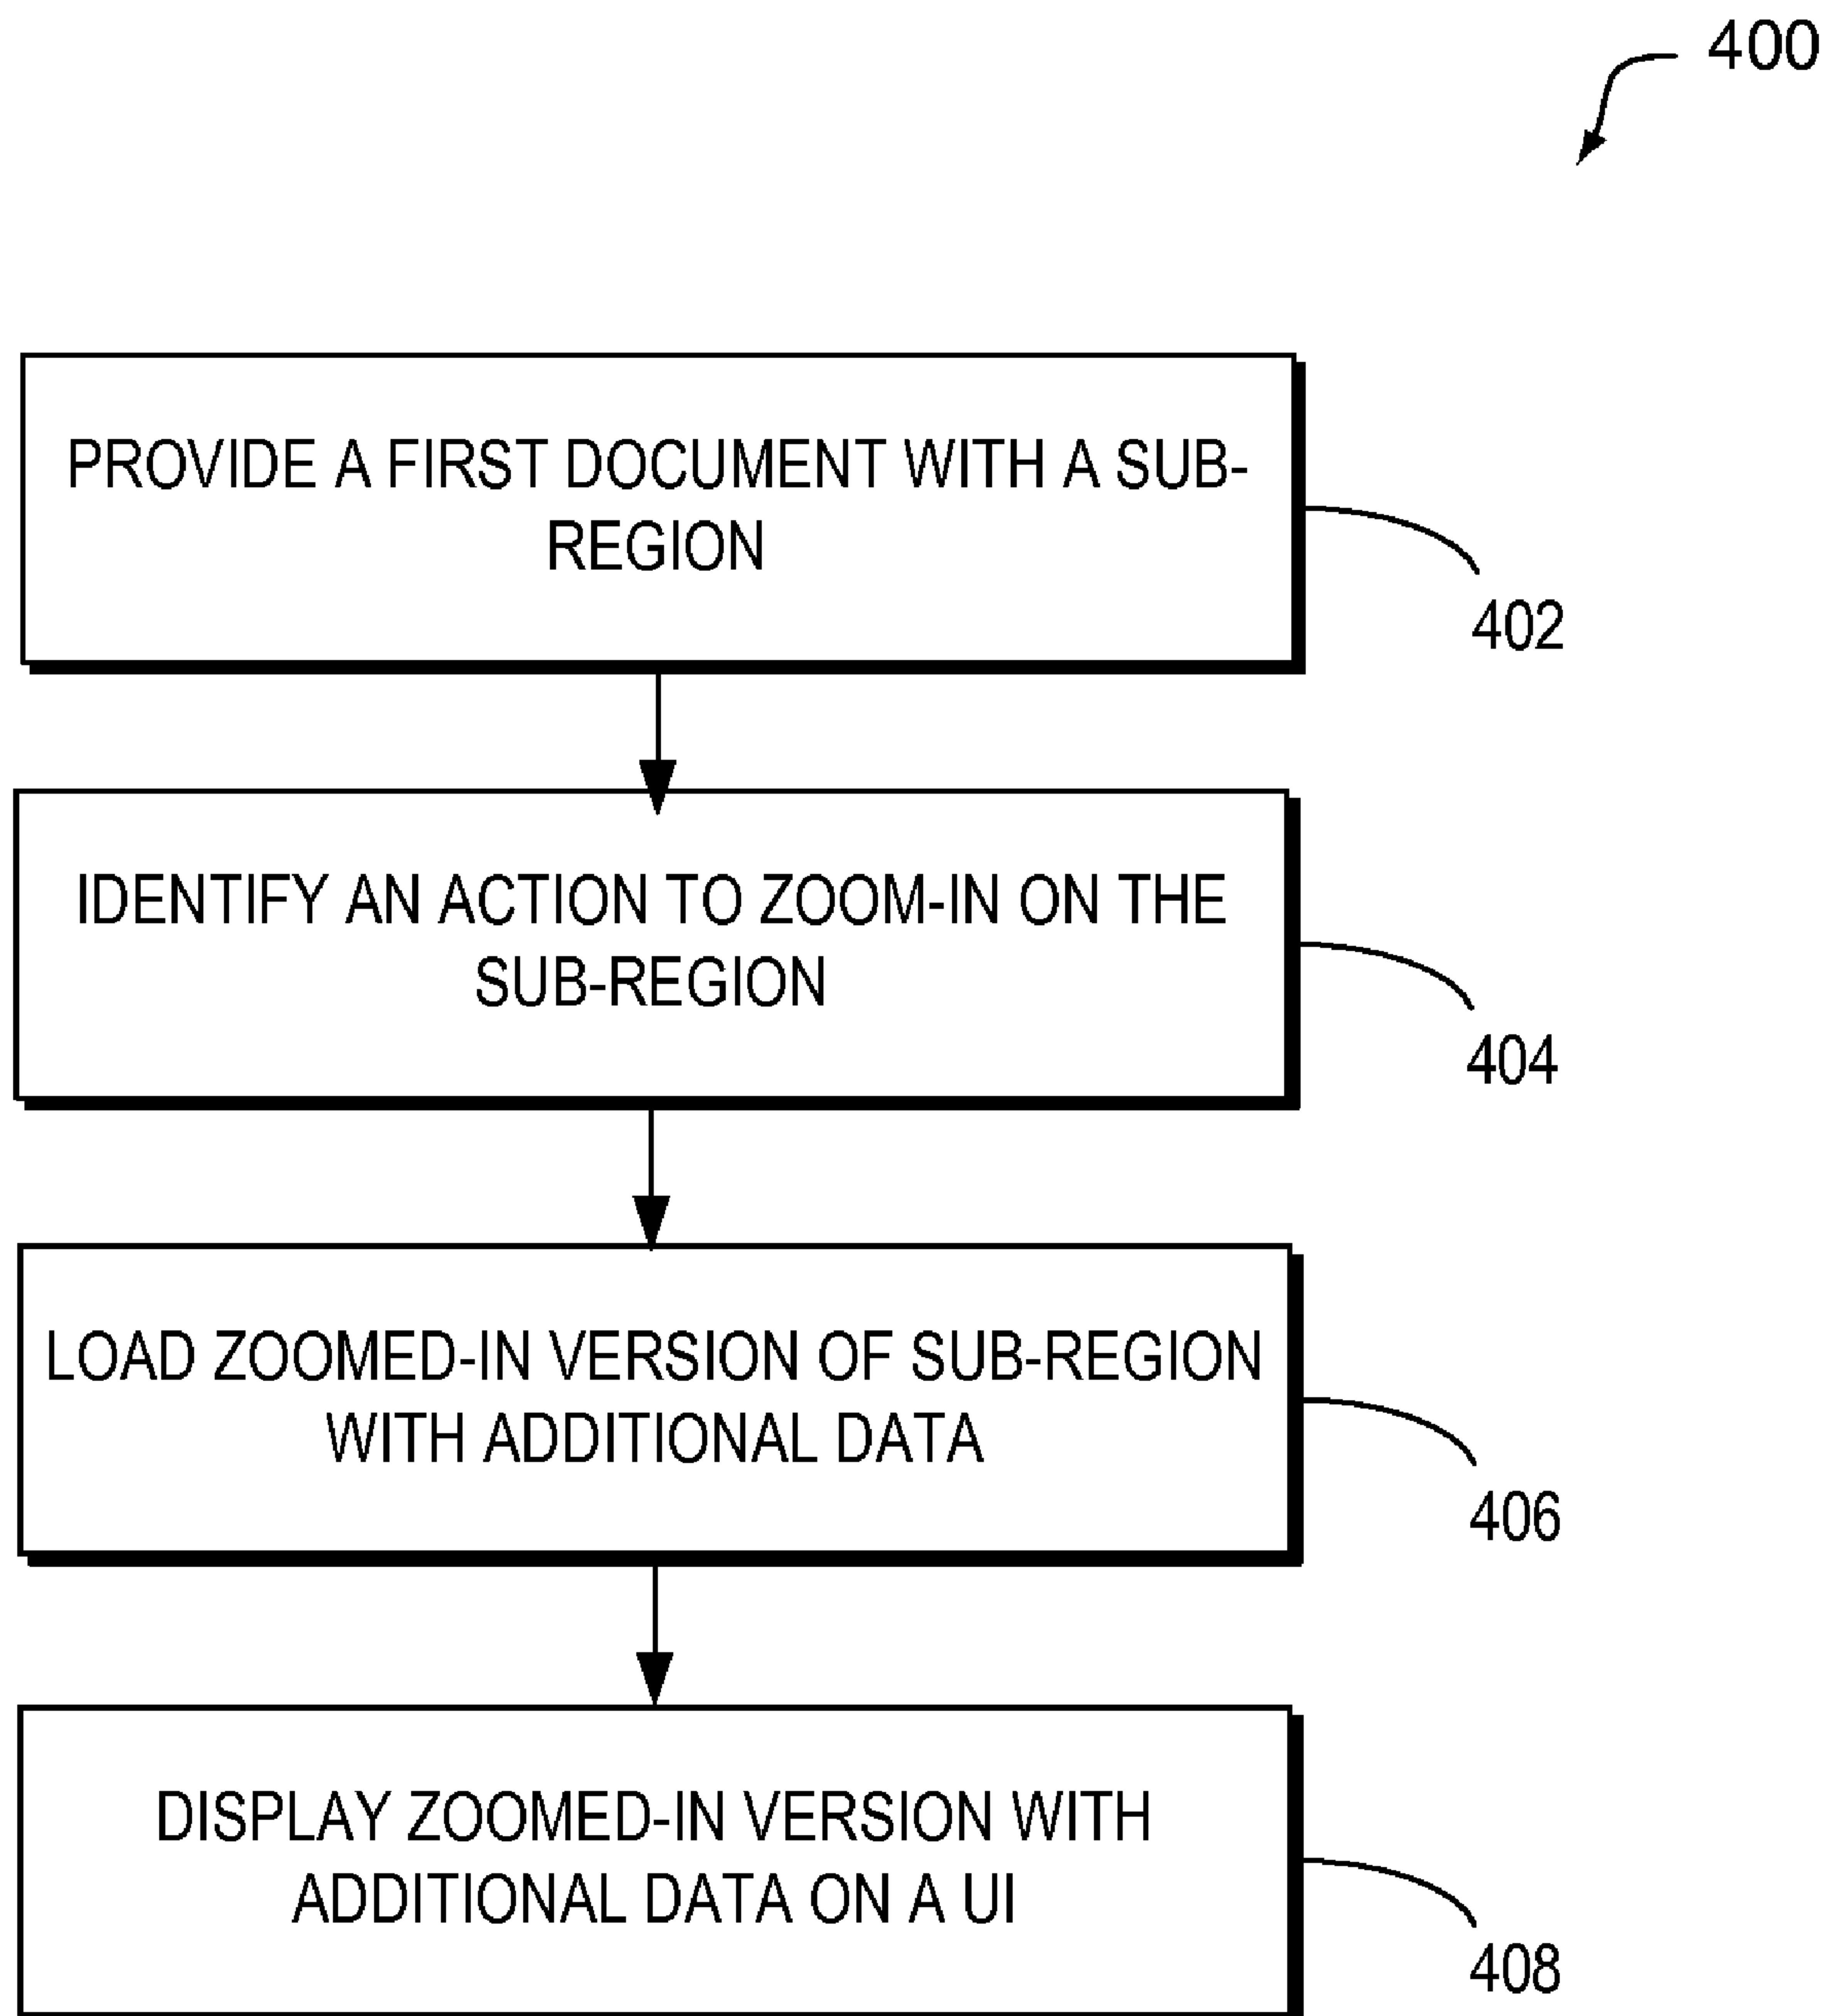 400
PROVIDE A FIRST DOCUMENT WITH A SUB-
REGION
402
IDENTIFY AN ACTION TO ZOOM-IN ON THE
SUB-REGION
404
LOAD ZOOMED-IN VERSION OF SUB-REGION
WITH ADDITIONAL DATA
406
DISPLAY ZOOMED-IN VERSION WITH
ADDITIONAL DATA ON A UI
408